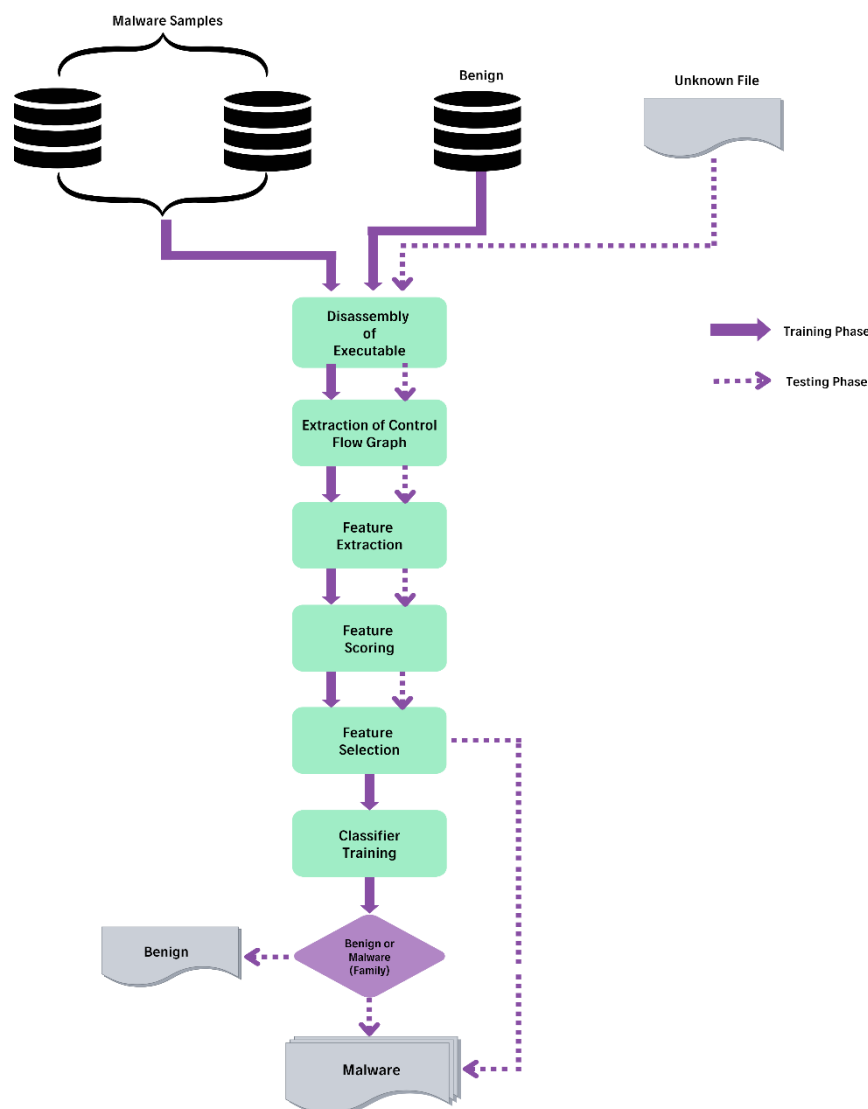 Malware Samples
Benign
Unknown File
Disassembly
of
Executable
Training Phase
Testing Phase
Extraction of Control
Flow Graph
Feature
Extraction
Feature
Scoring
Feature
Selection
Classifier
Training
Benign or
Malware
(Family)
Benign
Malware